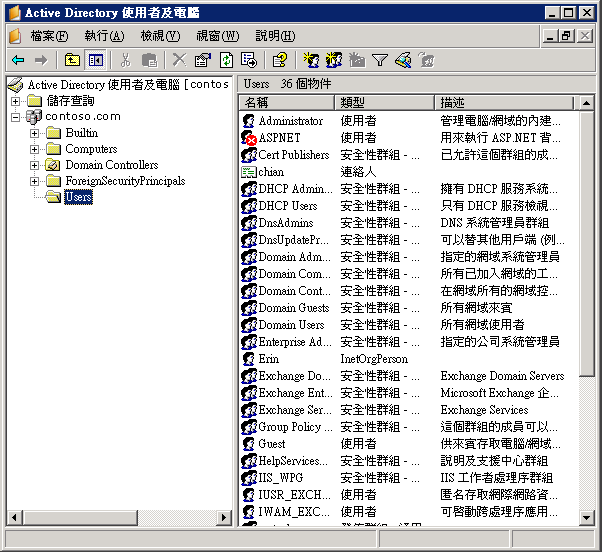 Active Directory 使用者及電腦
檔案(F) 執行(A) 檢視(V) 視窗(W) 說明(H)
Active Directory 使用者及電腦 [contos
儲存查詢
contoso.com
Builtin
Computers
Domain Controllers
ForeignSecurityPrincipals
Users
Users 36 個物件
名稱 類型 描述
Administrator 使用者 管理電腦/網域的內建...
ASPNET 使用者 用來執行 ASP.NET 背...
Cert Publishers 安全性群組 - ... 已允許這個群組的成...
chian 連絡人
DHCP Admin... 安全性群組 - ... 擁有 DHCP 服務系統...
DHCP Users 安全性群組 - ... 只有 DHCP 服務檢視...
DnsAdmins 安全性群組 - ... DNS 系統管理員群組
DnsUpdatePr... 安全性群組 - ... 可以替其他用戶端 (例...
Domain Adm... 安全性群組 - ... 指定的網域系統管理員
Domain Com... 安全性群組 - ... 所有已加入網域的工...
Domain Cont... 安全性群組 - ... 在網域所有的網域控...
Domain Guests 安全性群組 - ... 所有網域來賓
Domain Users 安全性群組 - ... 所有網域使用者
Enterprise Ad... 安全性群組 - ... 指定的公司系統管理員
Erin InetOrgPerson
Exchange Do... 安全性群組 - ... Exchange Domain Servers
Exchange Ent... 安全性群組 - ... Microsoft Exchange 企...
Exchange Ser... 安全性群組 - ... Exchange Services
Group Policy ... 安全性群組 - ... 這個群組的成員可以...
Guest 使用者 供來賓存取電腦/網域...
HelpServices... 安全性群組 - ... 說明及支援中心群組
IIS_WPG 安全性群組 - ... IIS 工作者處理序群組
IUSR_EXCH... 使用者 匿名存取網際網路資...
IWAM_EXC... 使用者 可啟動跨處理序應用...